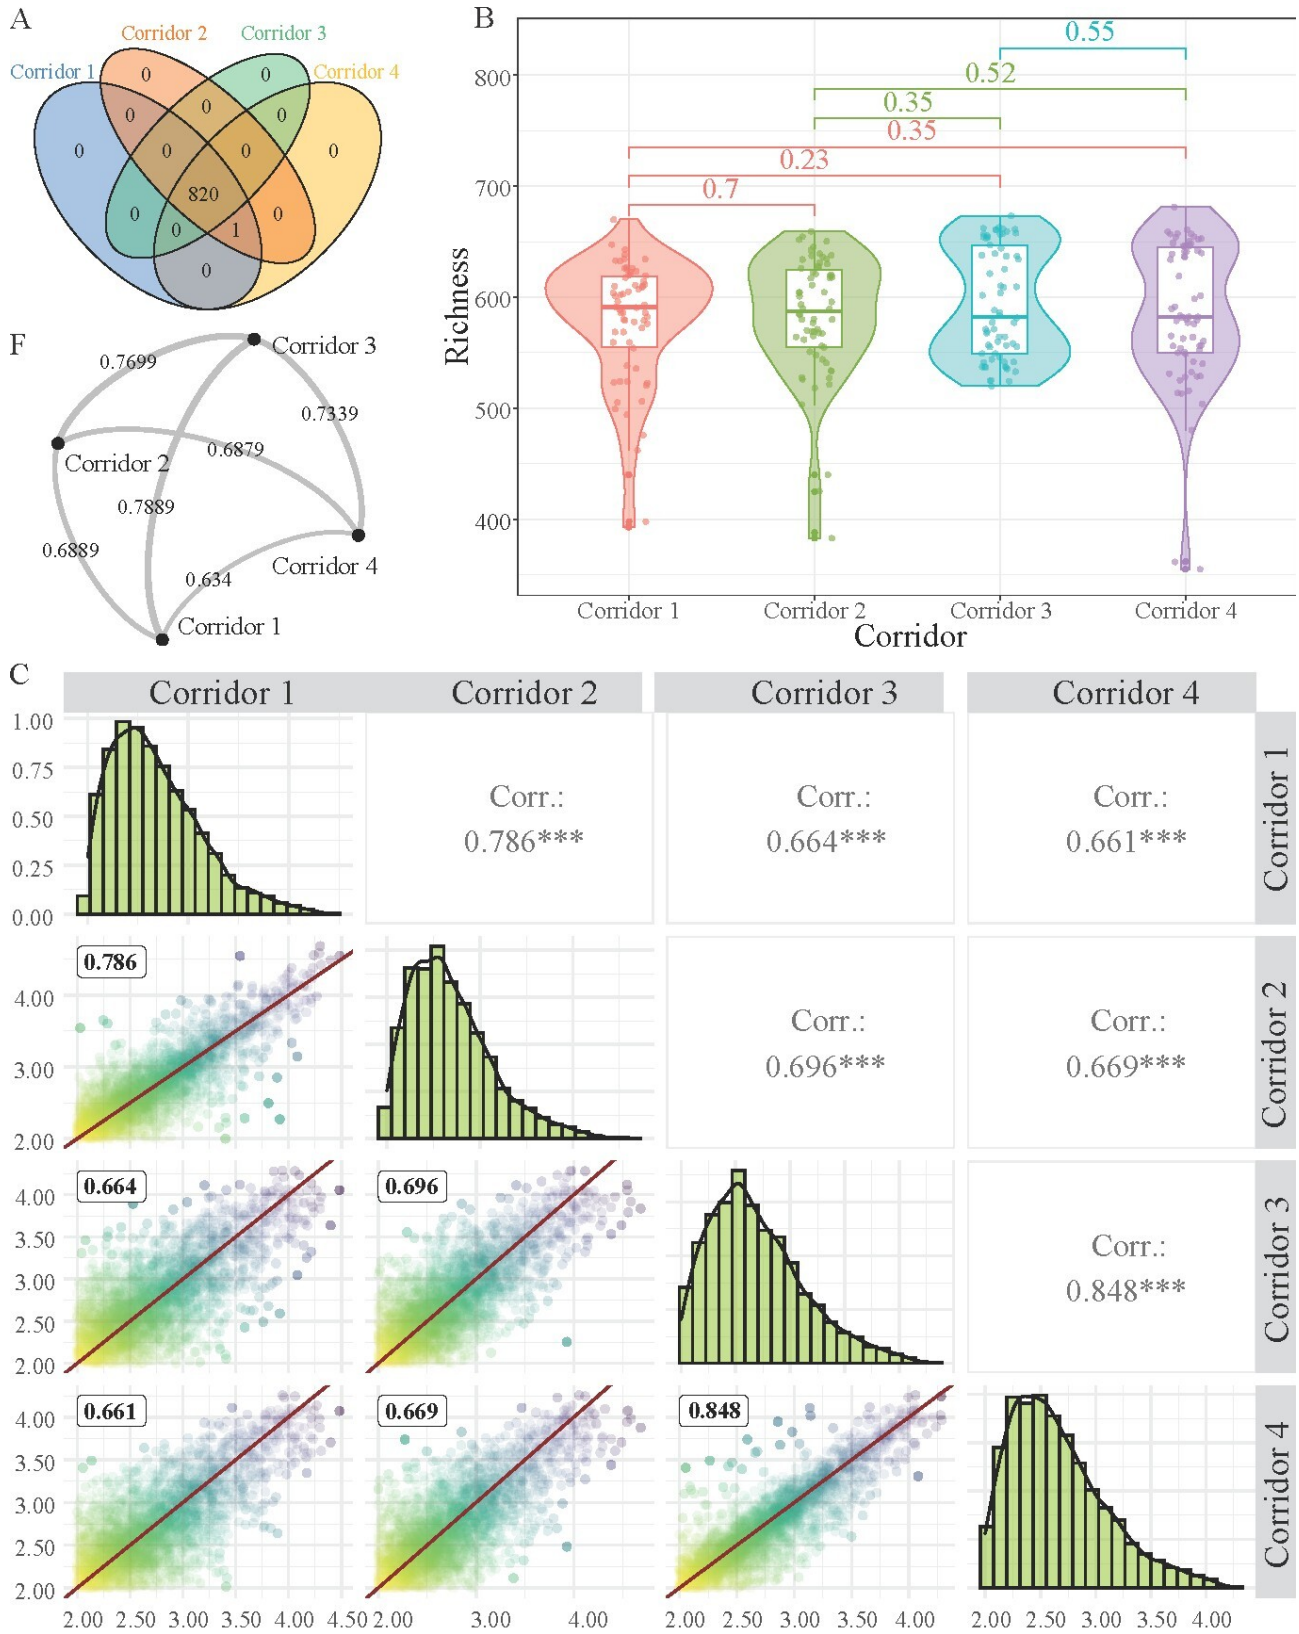 A
Corridor 2
Corridor 3
Corridor 1
Corridor 4
0
0
0
0
0
0
0
0
0
820
0
0
0
1
0
B
0.55
0.52
0.35
0.35
0.23
0.7
800
700
600
500
400
Richness
Corridor 1
Corridor 2
Corridor 3
Corridor 4
Corridor
F
Corridor 3
0.7699
0.7339
0.6879
Corridor 2
0.7889
0.6889
Corridor 4
0.634
Corridor 1
C
Corridor 1
Corridor 2
Corridor 3
Corridor 4
1.00
0.75
0.50
0.25
0.00
Corr.:
0.786***
Corr.:
0.664***
Corr.:
0.661***
Corridor 1
0.786
4.00
3.00
2.00
Corr.:
0.696***
Corr.:
0.669***
Corridor 2
0.664
0.696
4.00
3.50
3.00
2.50
2.00
Corr.:
0.848***
Corridor 3
0.661
0.669
0.848
4.00
3.50
3.00
2.50
2.00
Corridor 4
2.00 2.50 3.00 3.50 4.00 4.50
2.00 3.00 4.00
2.00 2.50 3.00 3.50 4.00
2.00 2.50 3.00 3.50 4.00